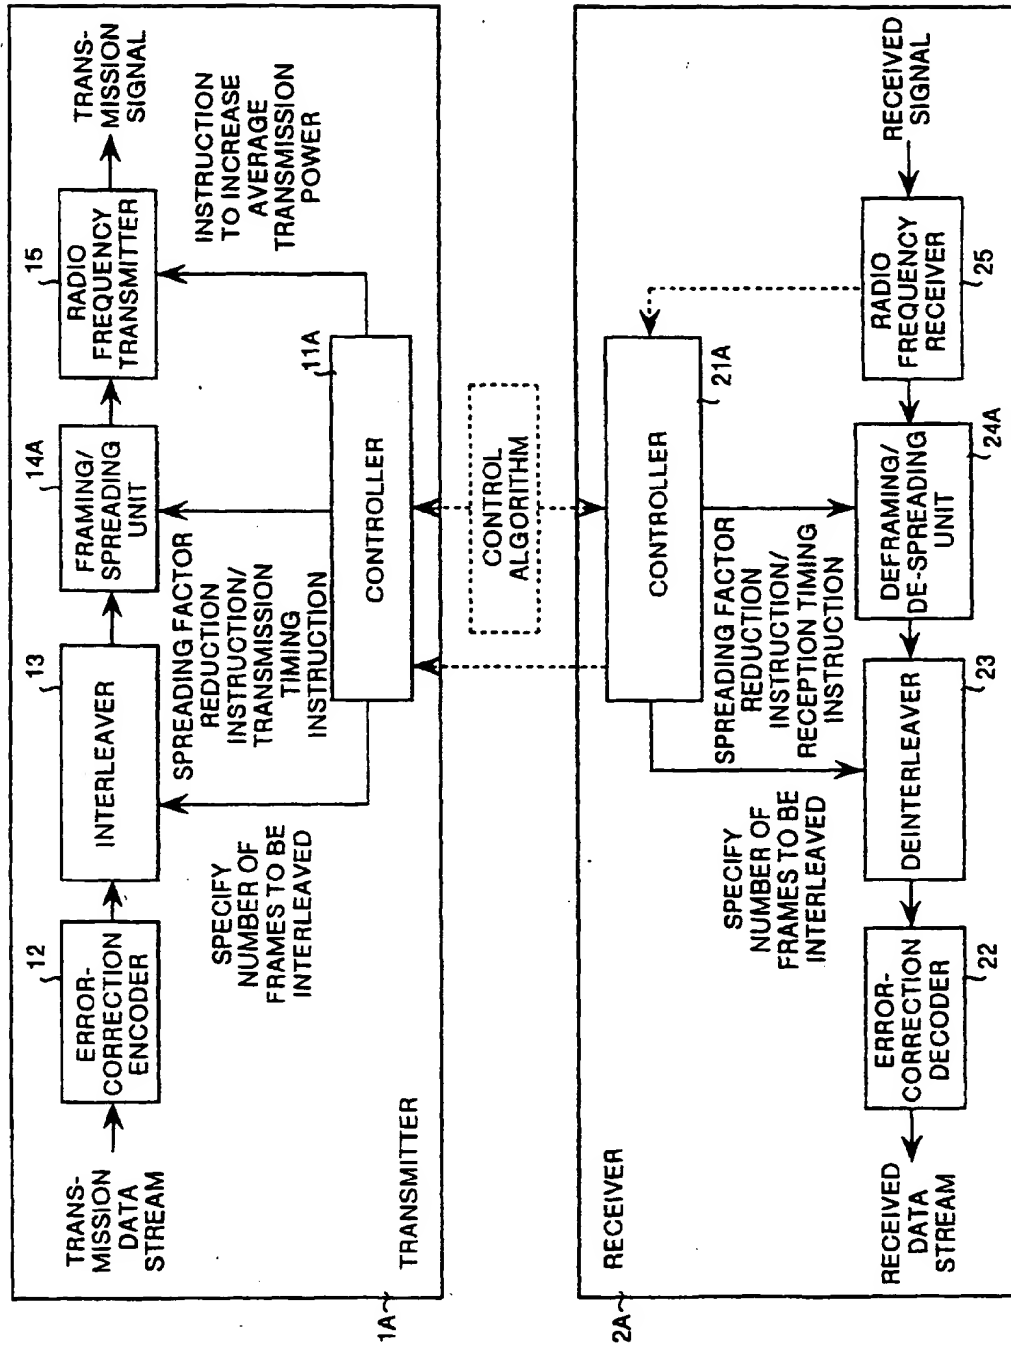 1A
TRANSMITTER
TRANS-
MISSION
DATA
STREAM
12
ERROR-
CORRECTION
ENCODER
13
INTERLEAVER
14A
FRAMING/
SPREADING
UNIT
15
RADIO
FREQUENCY
TRANSMITTER
TRANS-
MISSION
SIGNAL
SPECIFY
NUMBER OF
FRAMES TO BE
INTERLEAVED
SPREADING FACTOR
REDUCTION
INSTRUCTION/
TRANSMISSION
TIMING
INSTRUCTION
INSTRUCTION
TO INCREASE
AVERAGE
TRANSMISSION
POWER
11A
CONTROLLER
CONTROL
ALGORITHM
2A
RECEIVER
CONTROLLER
21A
SPECIFY
NUMBER OF
FRAMES TO BE
INTERLEAVED
SPREADING FACTOR
REDUCTION
INSTRUCTION/
RECEPTION TIMING
INSTRUCTION
RECEIVED
DATA
STREAM
ERROR-
CORRECTION
DECODER
22
DEINTERLEAVER
23
DEFRAMING/
DE-SPREADING
UNIT
24A
RADIO
FREQUENCY
RECEIVER
25
RECEIVED
SIGNAL